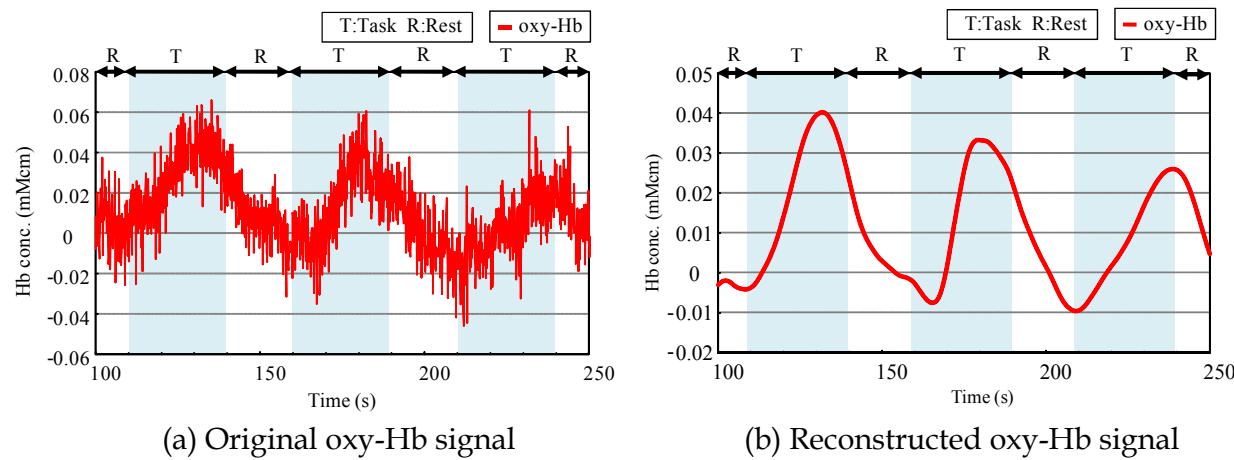 T:Task R:Rest
oxy-Hb
R T R T R T R
0.08
0.06
0.04
0.02
0
-0.02
-0.04
-0.06
Hb conc. (mMcm)
100 150 200 250
Time (s)
(a) Original oxy-Hb signal
T:Task R:Rest
oxy-Hb
R T R T R T R
0.05
0.04
0.03
0.02
0.01
0
-0.01
-0.02
Hb conc. (mMcm)
100 150 200 250
Time (s)
(b) Reconstructed oxy-Hb signal